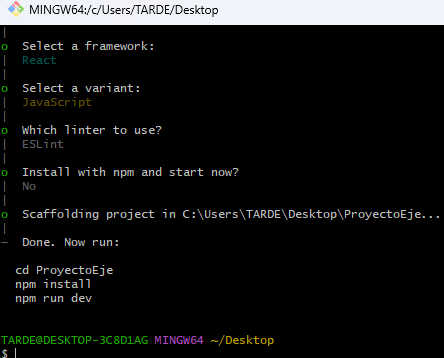 MINGW64:/c/Users/TARDE/Desktop
|
o  Select a framework:
|  React
|
o  Select a variant:
|  JavaScript
|
o  Which linter to use?
|  ESLint
|
o  Install with npm and start now?
|  No
|
o  Scaffolding project in C:\Users\TARDE\Desktop\ProyectoEje...
|
—  Done. Now run:

  cd ProyectoEje
  npm install
  npm run dev

TARDE@DESKTOP-3C8D1AG MINGW64 ~/Desktop
$